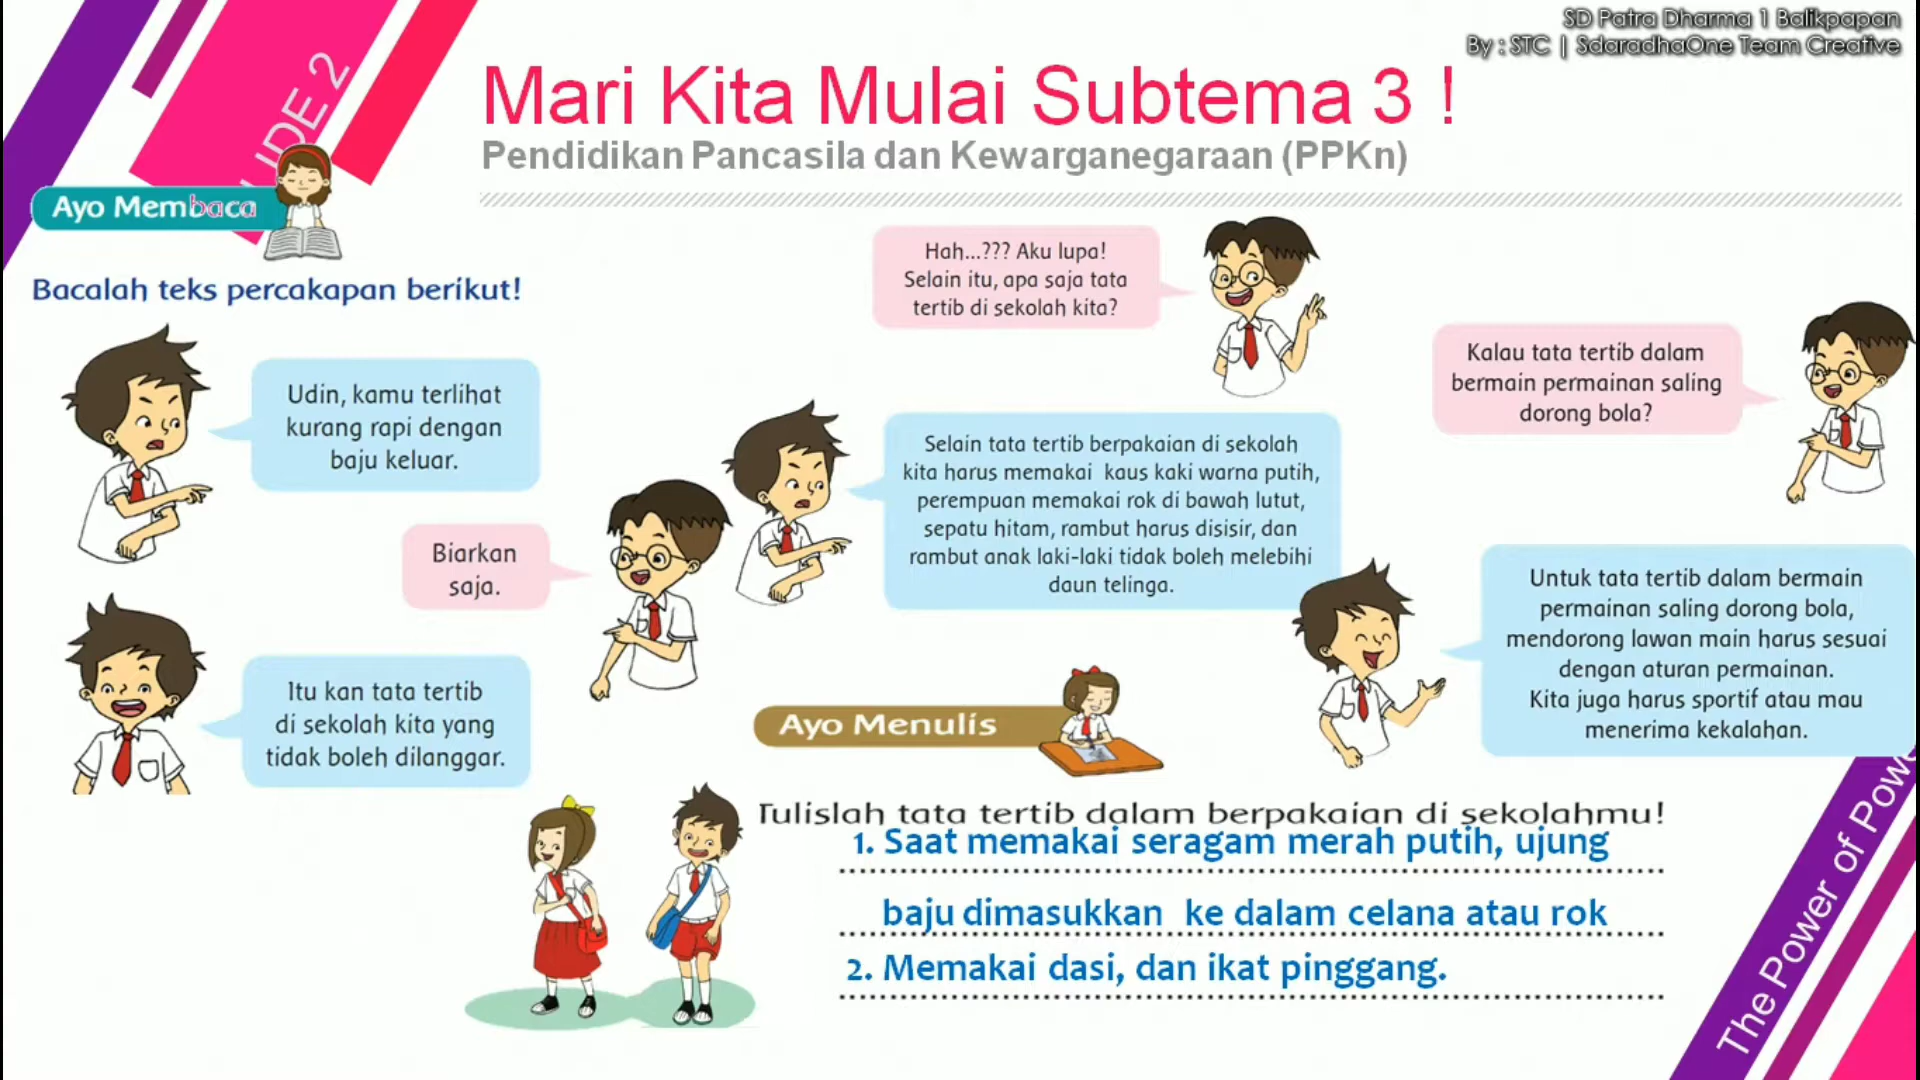 SD Patra Dharma 1 Balikpapan
By : STC | SdaradhaOne Team Creative
Mari Kita Mulai Subtema 3 !
Pendidikan Pancasila dan Kewarganegaraan (PPKn)
Ayo Membaca
Bacalah teks percakapan berikut!
Udin, kamu terlihat
kurang rapi dengan
baju keluar.
Biarkan
saja.
Itu kan tata tertib
di sekolah kita yang
tidak boleh dilanggar.
Hah...??? Aku lupa!
Selain itu, apa saja tata
tertib di sekolah kita?
Selain tata tertib berpakaian di sekolah
kita harus memakai kaus kaki warna putih,
perempuan memakai rok di bawah lutut,
sepatu hitam, rambut harus disisir, dan
rambut anak laki-laki tidak boleh melebihi
daun telinga.
Kalau tata tertib dalam
bermain permainan saling
dorong bola?
Untuk tata tertib dalam bermain
permainan saling dorong bola,
mendorong lawan main harus sesuai
dengan aturan permainan.
Kita juga harus sportif atau mau
menerima kekalahan.
Ayo Menulis
Tulislah tata tertib dalam berpakaian di sekolahmu!
1. Saat memakai seragam merah putih, ujung
baju dimasukkan ke dalam celana atau rok
2. Memakai dasi, dan ikat pinggang.
The Power of